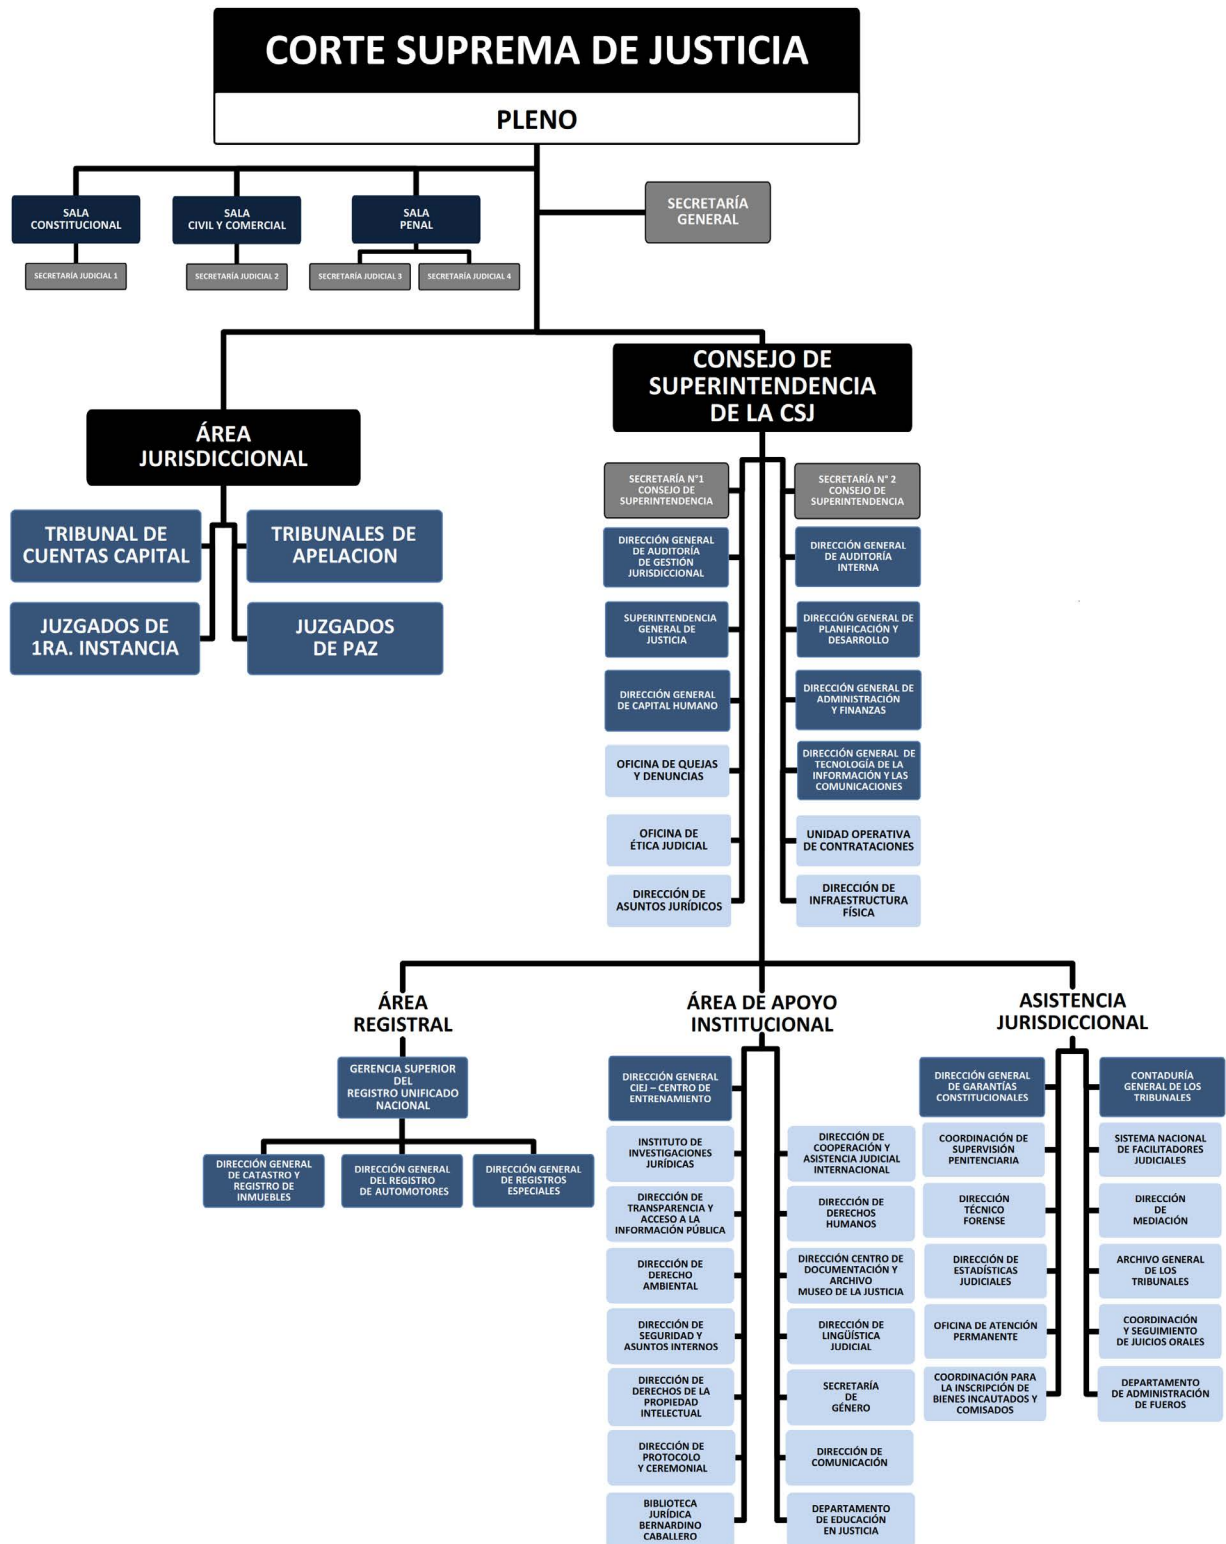 CORTE SUPREMA DE JUSTICIA
PLENO
SALA
CONSTITUCIONAL
SALA
CIVIL Y COMERCIAL
SALA
PENAL
SECRETARÍA
GENERAL
SECRETARÍA JUDICIAL 1
SECRETARÍA JUDICIAL 2
SECRETARÍA JUDICIAL 3
SECRETARÍA JUDICIAL 4
ÁREA
JURISDICCIONAL
TRIBUNAL DE
CUENTAS CAPITAL
TRIBUNALES DE
APELACION
JUZGADOS DE
1RA. INSTANCIA
JUZGADOS
DE PAZ
CONSEJO DE
SUPERINTENDENCIA
DE LA CSJ
SECRETARÍA N°1
CONSEJO DE
SUPERINTENDENCIA
SECRETARÍA N° 2
CONSEJO DE
SUPERINTENDENCIA
DIRECCIÓN GENERAL
DE AUDITORÍA
DE GESTIÓN
JURISDICCIONAL
DIRECCIÓN GENERAL
DE AUDITORÍA
INTERNA
SUPERINTENDENCIA
GENERAL DE
JUSTICIA
DIRECCIÓN GENERAL DE
PLANIFICACIÓN Y
DESARROLLO
DIRECCIÓN GENERAL
DE CAPITAL HUMANO
DIRECCIÓN GENERAL DE
ADMINISTRACIÓN
Y FINANZAS
OFICINA DE QUEJAS
Y DENUNCIAS
DIRECCIÓN GENERAL DE
TECNOLOGÍA DE LA
INFORMACIÓN Y LAS
COMUNICACIONES
OFICINA DE
ÉTICA JUDICIAL
UNIDAD OPERATIVA
DE CONTRATACIONES
DIRECCIÓN DE
ASUNTOS JURÍDICOS
DIRECCIÓN DE
INFRAESTRUCTURA
FÍSICA
ÁREA
REGISTRAL
GERENCIA SUPERIOR
DEL
REGISTRO UNIFICADO
NACIONAL
DIRECCIÓN GENERAL
DE CATASTRO Y
REGISTRO DE
INMUEBLES
DIRECCIÓN GENERAL
DEL REGISTRO
DE AUTOMOTORES
DIRECCIÓN GENERAL
DE REGISTROS
ESPECIALES
ÁREA DE APOYO
INSTITUCIONAL
DIRECCIÓN GENERAL
CIEJ – CENTRO DE
ENTRENAMIENTO
INSTITUTO DE
INVESTIGACIONES
JURÍDICAS
DIRECCIÓN DE
COOPERACIÓN Y
ASISTENCIA JUDICIAL
INTERNACIONAL
DIRECCIÓN DE
TRANSPARENCIA Y
ACCESO A LA
INFORMACIÓN PÚBLICA
DIRECCIÓN DE
DERECHOS
HUMANOS
DIRECCIÓN DE
DERECHO
AMBIENTAL
DIRECCIÓN CENTRO DE
DOCUMENTACIÓN Y
ARCHIVO
MUSEO DE LA JUSTICIA
DIRECCIÓN DE
SEGURIDAD Y
ASUNTOS INTERNOS
DIRECCIÓN DE
LINGÜÍSTICA
JUDICIAL
DIRECCIÓN DE
DERECHOS DE LA
PROPIEDAD
INTELECTUAL
SECRETARÍA
DE
GÉNERO
DIRECCIÓN DE
PROTOCOLO
Y CEREMONIAL
DIRECCIÓN DE
COMUNICACIÓN
BIBLIOTECA
JURÍDICA
BERNARDINO
CABALLERO
DEPARTAMENTO
DE EDUCACIÓN
EN JUSTICIA
ASISTENCIA
JURISDICCIONAL
DIRECCIÓN GENERAL
DE GARANTÍAS
CONSTITUCIONALES
CONTADURÍA
GENERAL DE LOS
TRIBUNALES
COORDINACIÓN DE
SUPERVISIÓN
PENITENCIARIA
SISTEMA NACIONAL
DE FACILITADORES
JUDICIALES
DIRECCIÓN
TÉCNICO
FORENSE
DIRECCIÓN
DE
MEDIACIÓN
DIRECCIÓN DE
ESTADÍSTICAS
JUDICIALES
ARCHIVO GENERAL
DE LOS
TRIBUNALES
OFICINA DE ATENCIÓN
PERMANENTE
COORDINACIÓN
Y SEGUIMIENTO
DE JUICIOS ORALES
COORDINACIÓN PARA
LA INSCRIPCIÓN DE
BIENES INCAUTADOS Y
COMISADOS
DEPARTAMENTO
DE ADMINISTRACIÓN
DE FUEROS